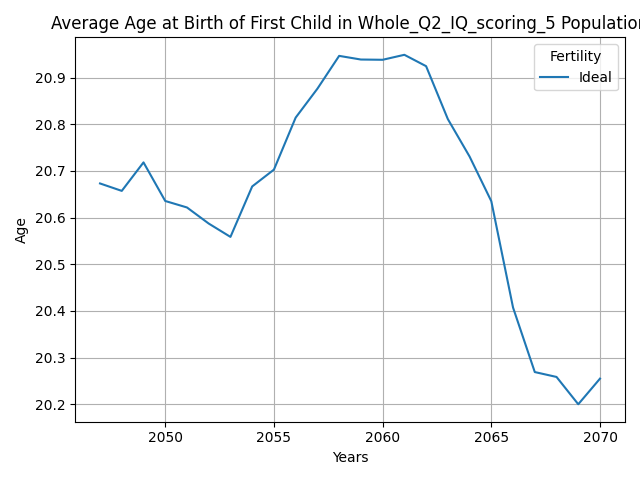 Average Age at Birth of First Child in Whole_Q2_IQ_scoring_5 Population
Fertility
Ideal
20.9
20.8
20.7
20.6
20.5
20.4
20.3
20.2
Age
2050 2055 2060 2065 2070
Years